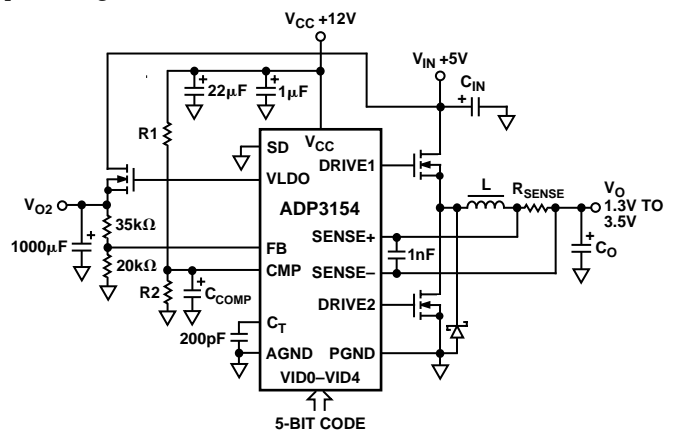 VCC +12V
VIN +5V
CIN
22µF
1µF
R1
SD
VCC
DRIVE1
VLDO
ADP3154
L
RSENSE
VO
1.3V TO
3.5V
VO2
35kΩ
1000µF
20kΩ
FB
SENSE+
1nF
CO
CMP
SENSE–
R2
CCOMP
DRIVE2
CT
200pF
AGND
PGND
VID0–VID4
5-BIT CODE